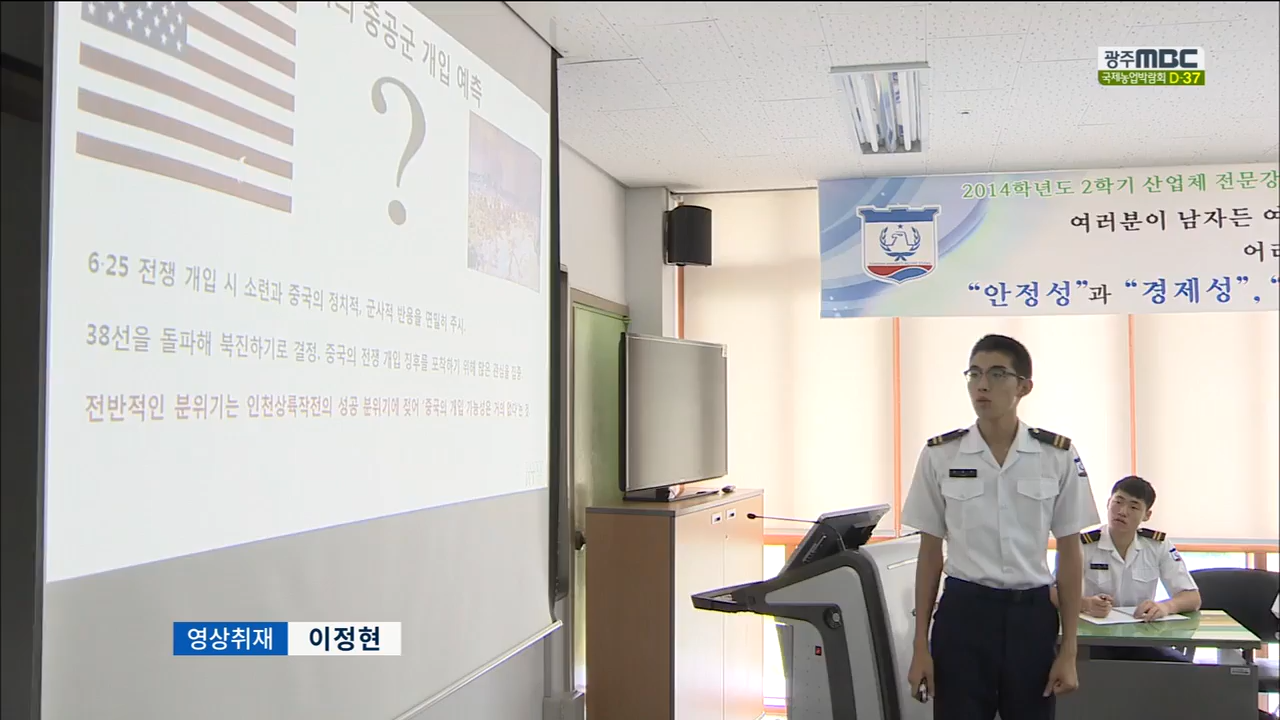 중공군 개입 예측
?
6·25 전쟁 개입 시 소련과 중국의 정치적, 군사적 반응을 면밀히 주시.
38선을 돌파해 북진하기로 결정. 중국의 전쟁 개입 징후를 포착하기 위해 많은 관심을 집중
전반적인 분위기는 인천상륙작전의 성공 분위기에 젖어 '중국의 개입 가능성은 거의 없다'는
광주MBC
국제농업박람회 D-37
2014학년도 2학기 산업체 전문강
여러분이 남자든 여
어
“안정성”과 “경제성”, “
영상취재 이정현